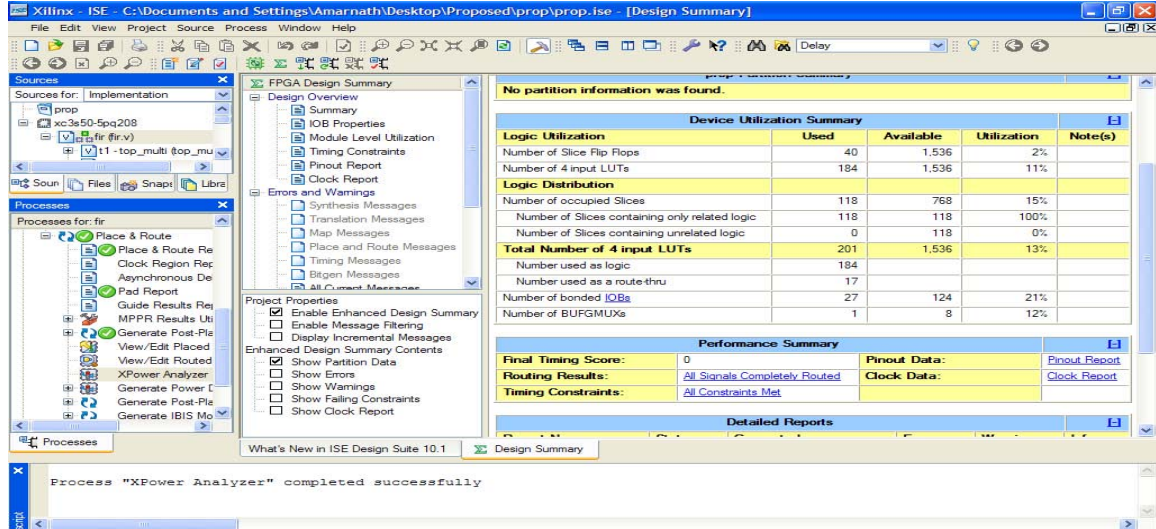 Xilinx - ISE - C:\Documents and Settings\Amarnath\Desktop\Proposed\prop\prop.ise - [Design Summary]
File Edit View Project Source Process Window Help
Delay
Sources
Sources for: Implementation
prop
xc3s50-5pq208
fir (fir.v)
t1 - top_multi (top_mu
Soun Files Snaps Libra
Processes
Processes for: fir
Place & Route
Place & Route Re
Clock Region Rep
Asynchronous De
Pad Report
Guide Results Rep
MPPR Results Uti
Generate Post-Pla
View/Edit Placed
View/Edit Routed
XPower Analyzer
Generate Power D
Generate Post-Pla
Generate IBIS Mo
Processes
FPGA Design Summary
Design Overview
Summary
IOB Properties
Module Level Utilization
Timing Constraints
Pinout Report
Clock Report
Errors and Warnings
Synthesis Messages
Translation Messages
Map Messages
Place and Route Messages
Timing Messages
Bitgen Messages
All Current Messages
Project Properties
Enable Enhanced Design Summary
Enable Message Filtering
Display Incremental Messages
Enhanced Design Summary Contents
Show Partition Data
Show Errors
Show Warnings
Show Failing Constraints
Show Clock Report
prop Partition Summary
No partition information was found.
Device Utilization Summary [-]
Logic Utilization Used Available Utilization Note(s)
Number of Slice Flip Flops 40 1,536 2%
Number of 4 input LUTs 184 1,536 11%
Logic Distribution
Number of occupied Slices 118 768 15%
Number of Slices containing only related logic 118 118 100%
Number of Slices containing unrelated logic 0 118 0%
Total Number of 4 input LUTs 201 1,536 13%
Number used as logic 184
Number used as a route-thru 17
Number of bonded IOBs 27 124 21%
Number of BUFGMUXs 1 8 12%
Performance Summary [-]
Final Timing Score: 0 Pinout Data: Pinout Report
Routing Results: All Signals Completely Routed Clock Data: Clock Report
Timing Constraints: All Constraints Met
Detailed Reports [-]
What's New in ISE Design Suite 10.1 Design Summary
Process "XPower Analyzer" completed successfully